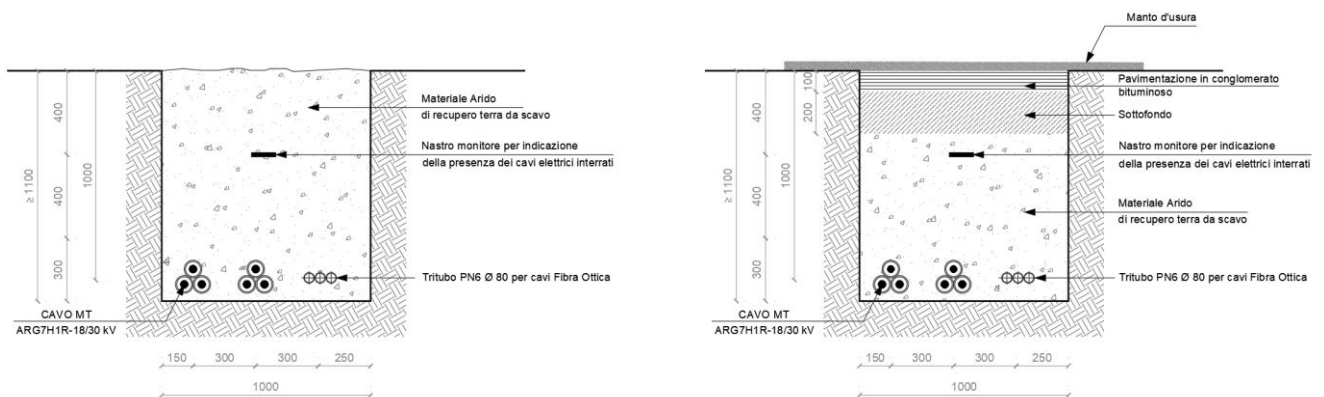 400
≥ 1100
400
1000
300
Materiale Arido
di recupero terra da scavo
Nastro monitore per indicazione
della presenza dei cavi elettrici interrati
Tritubo PN6 Ø 80 per cavi Fibra Ottica
CAVO MT
ARG7H1R-18/30 kV
150 300 300 250
1000
Manto d'usura
100
200
400
≥ 1100
400
1000
300
Pavimentazione in conglomerato
bituminoso
Sottofondo
Nastro monitore per indicazione
della presenza dei cavi elettrici interrati
Materiale Arido
di recupero terra da scavo
Tritubo PN6 Ø 80 per cavi Fibra Ottica
CAVO MT
ARG7H1R-18/30 kV
150 300 300 250
1000